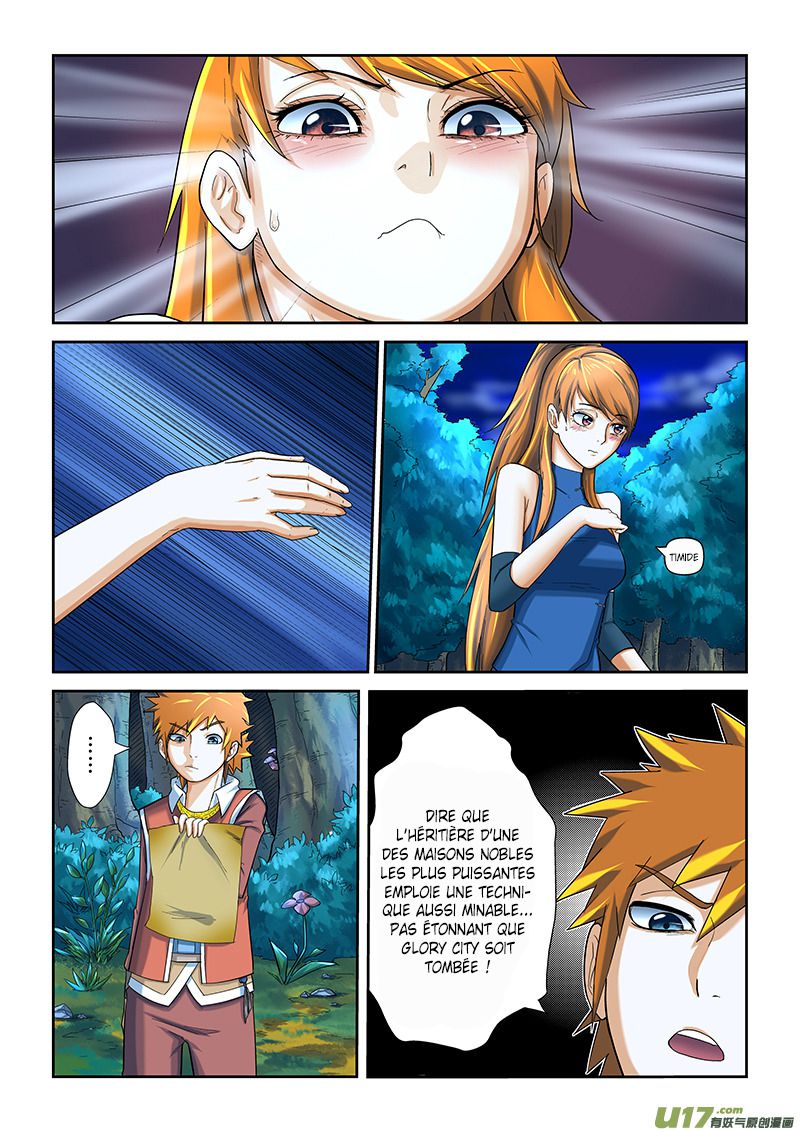 TIMIDE
......
DIRE QUE
L'HÉRITIÈRE D'UNE
DES MAISONS NOBLES
LES PLUS PUISSANTES
EMPLOIE UNE TECHNI-
QUE AUSSI MINABLE...
PAS ÉTONNANT QUE
GLORY CITY SOIT
TOMBÉE !
U17.com
有妖气原创漫画